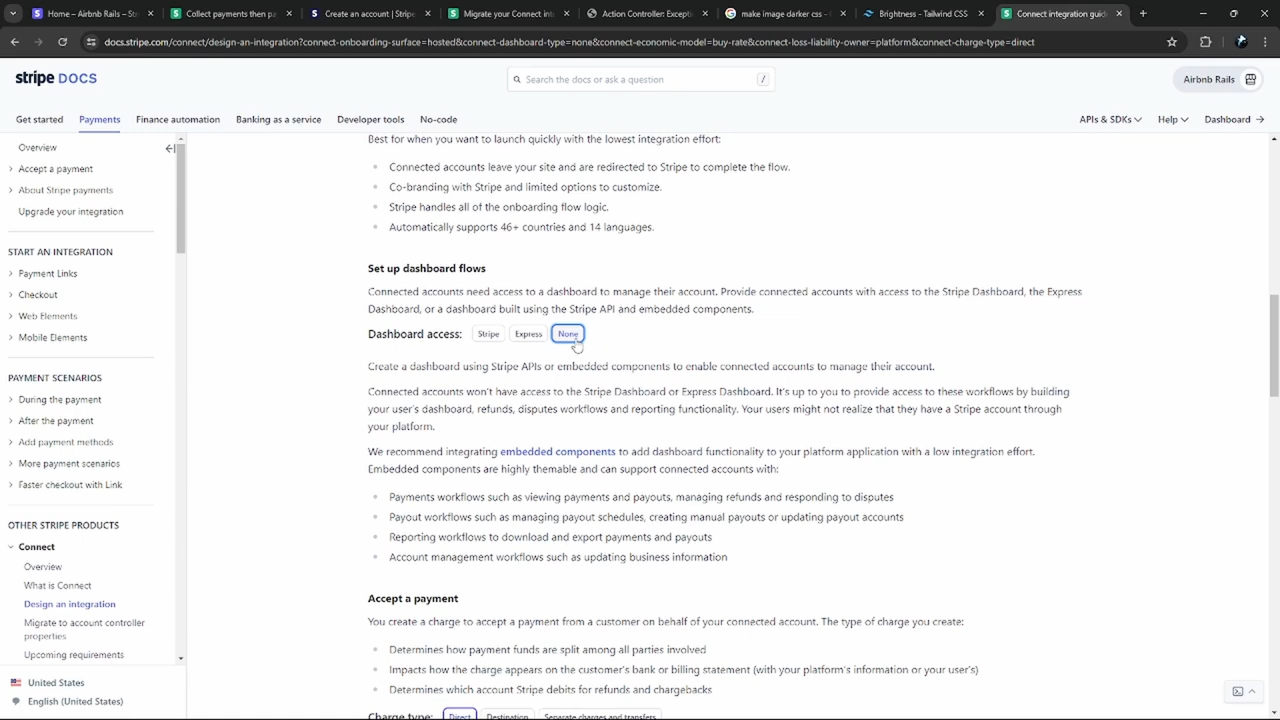 Home – Airbnb Rails – St
Collect payments then pa
Create an account | Stripe
Migrate your Connect int
Action Controller: Except
make image darker css -
Brightness - Tailwind CSS
Connect integration guid
docs.stripe.com/connect/design-an-integration?connect-onboarding-surface=hosted&connect-dashboard-type=none&connect-economic-model=buy-rate&connect-loss-liability-owner=platform&connect-charge-type=direct
stripe DOCS
Search the docs or ask a question
/
Airbnb Rails
Get started
Payments
Finance automation
Banking as a service
Developer tools
No-code
APIs & SDKs
Help
Dashboard
Overview
Accept a payment
About Stripe payments
Upgrade your integration
START AN INTEGRATION
Payment Links
Checkout
Web Elements
Mobile Elements
PAYMENT SCENARIOS
During the payment
After the payment
Add payment methods
More payment scenarios
Faster checkout with Link
OTHER STRIPE PRODUCTS
Connect
Overview
What is Connect
Design an integration
Migrate to account controller
properties
Upcoming requirements
United States
English (United States)
Best for when you want to launch quickly with the lowest integration effort:
Connected accounts leave your site and are redirected to Stripe to complete the flow.
Co-branding with Stripe and limited options to customize.
Stripe handles all of the onboarding flow logic.
Automatically supports 46+ countries and 14 languages.
Set up dashboard flows
Connected accounts need access to a dashboard to manage their account. Provide connected accounts with access to the Stripe Dashboard, the Express
Dashboard, or a dashboard built using the Stripe API and embedded components.
Dashboard access: Stripe Express None
Create a dashboard using Stripe APIs or embedded components to enable connected accounts to manage their account.
Connected accounts won't have access to the Stripe Dashboard or Express Dashboard. It's up to you to provide access to these workflows by building
your user's dashboard, refunds, disputes workflows and reporting functionality. Your users might not realize that they have a Stripe account through
your platform.
We recommend integrating embedded components to add dashboard functionality to your platform application with a low integration effort.
Embedded components are highly themable and can support connected accounts with:
Payments workflows such as viewing payments and payouts, managing refunds and responding to disputes
Payout workflows such as managing payout schedules, creating manual payouts or updating payout accounts
Reporting workflows to download and export payments and payouts
Account management workflows such as updating business information
Accept a payment
You create a charge to accept a payment from a customer on behalf of your connected account. The type of charge you create:
Determines how payment funds are split among all parties involved
Impacts how the charge appears on the customer's bank or billing statement (with your platform's information or your user's)
Determines which account Stripe debits for refunds and chargebacks
Charge type: Direct Destination Separate charges and transfers